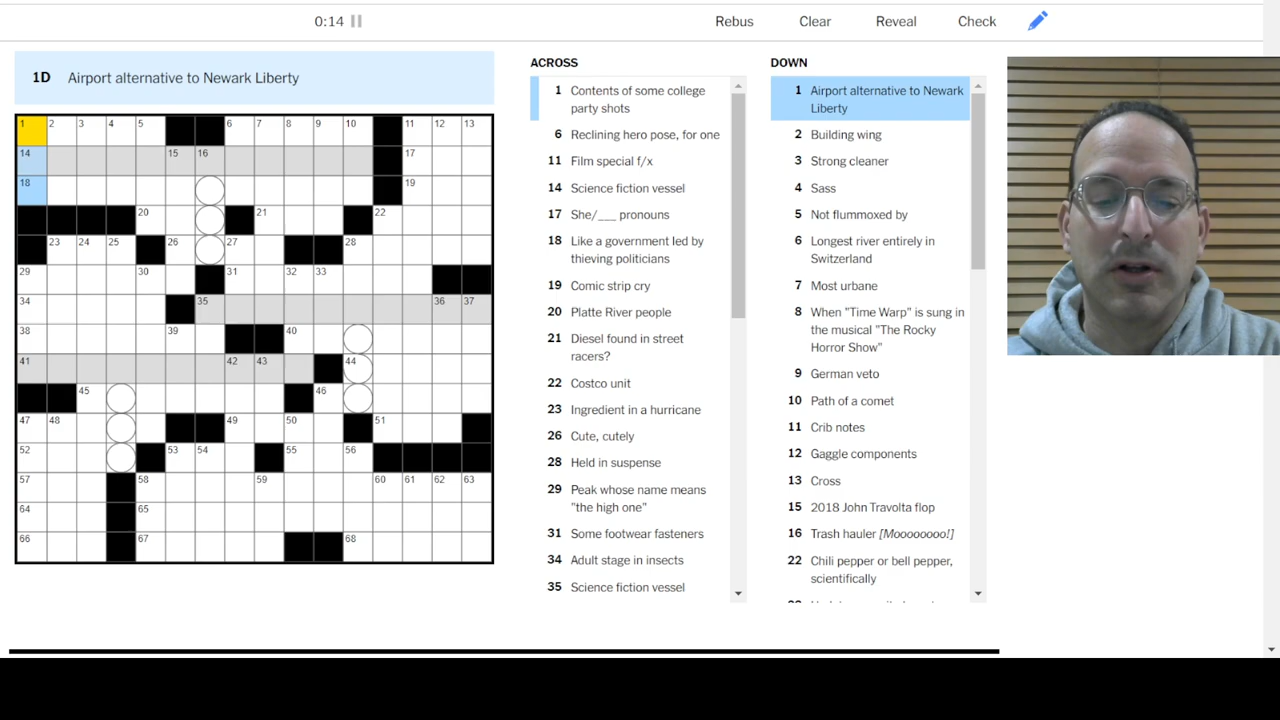 0:14
Rebus
Clear
Reveal
Check
1D Airport alternative to Newark Liberty
1 2 3 4 5 6 7 8 9 10 11 12 13
14 15 16 17
18 19
20 21 22
23 24 25 26 27 28
29 30 31 32 33
34 35 36 37
38 39 40
41 42 43 44
45 46
47 48 49 50 51
52 53 54 55 56
57 58 59 60 61 62 63
64 65
66 67 68
ACROSS
1 Contents of some college
party shots
6 Reclining hero pose, for one
11 Film special f/x
14 Science fiction vessel
17 She/___ pronouns
18 Like a government led by
thieving politicians
19 Comic strip cry
20 Platte River people
21 Diesel found in street
racers?
22 Costco unit
23 Ingredient in a hurricane
26 Cute, cutely
28 Held in suspense
29 Peak whose name means
"the high one"
31 Some footwear fasteners
34 Adult stage in insects
35 Science fiction vessel
DOWN
1 Airport alternative to Newark
Liberty
2 Building wing
3 Strong cleaner
4 Sass
5 Not flummoxed by
6 Longest river entirely in
Switzerland
7 Most urbane
8 When "Time Warp" is sung in
the musical "The Rocky
Horror Show"
9 German veto
10 Path of a comet
11 Crib notes
12 Gaggle components
13 Cross
15 2018 John Travolta flop
16 Trash hauler [Moooooooo!]
22 Chili pepper or bell pepper,
scientifically